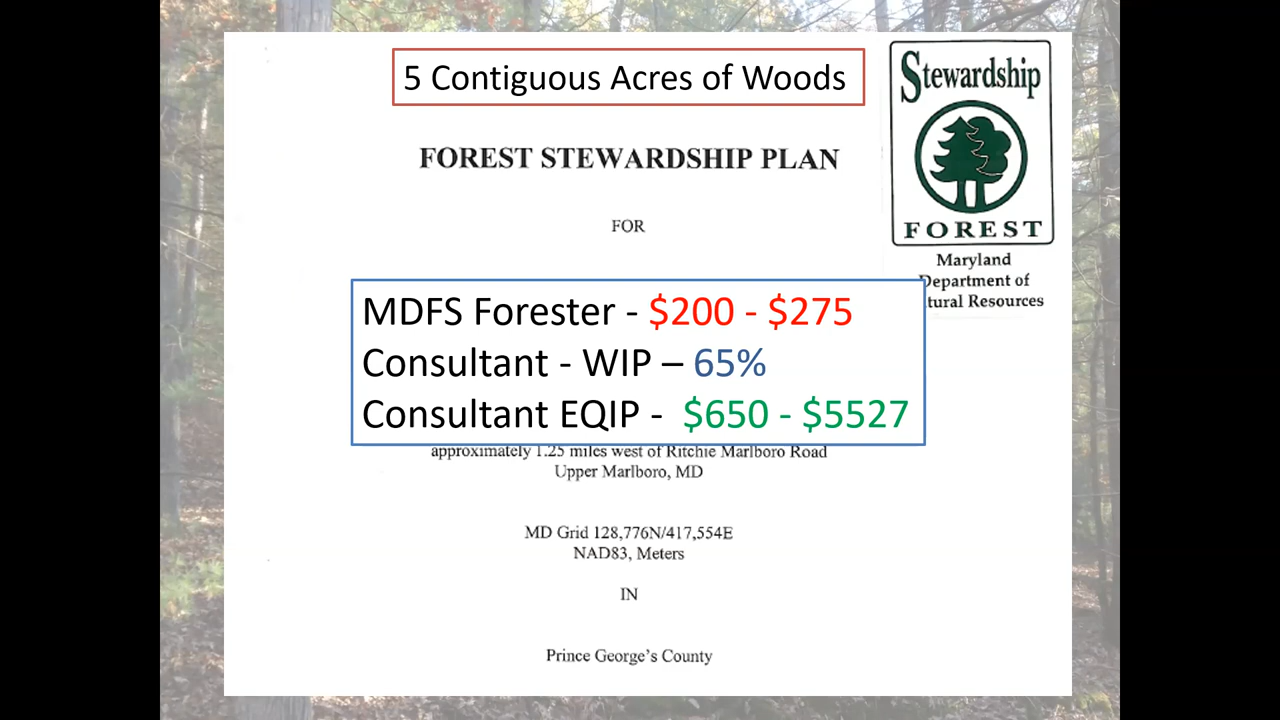 5 Contiguous Acres of Woods
Stewardship
FOREST STEWARDSHIP PLAN
FOREST
FOR
Maryland
Department of
tural Resources
MDFS Forester - $200 - $275
Consultant - WIP – 65%
Consultant EQIP - $650 - $5527
approximately 1.25 miles west of Ritchie Marlboro Road
Upper Marlboro, MD
MD Grid 128,776N/417,554E
NAD83, Meters
IN
Prince George's County